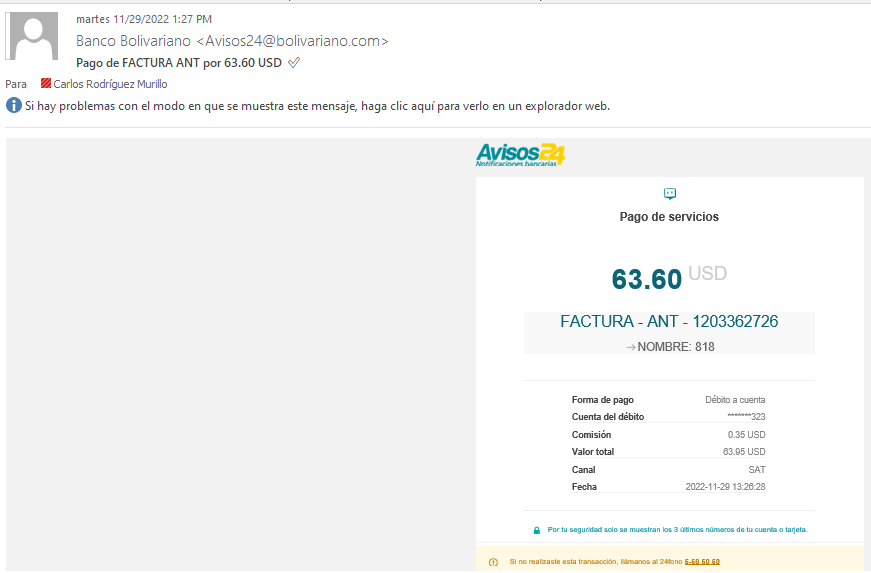 martes 11/29/2022 1:27 PM
Banco Bolivariano <Avisos24@bolivariano.com>
Pago de FACTURA ANT por 63.60 USD ✓
Para Carlos Rodríguez Murillo
Si hay problemas con el modo en que se muestra este mensaje, haga clic aquí para verlo en un explorador web.
Avisos24
Notificaciones bancarias
Pago de servicios
63.60 USD
FACTURA - ANT - 1203362726
→NOMBRE: 818
Forma de pago Débito a cuenta
Cuenta del débito *******323
Comisión 0.35 USD
Valor total 63.95 USD
Canal SAT
Fecha 2022-11-29 13:26:28
Por tu seguridad solo se muestran los 3 últimos números de tu cuenta o tarjeta.
Si no realizaste esta transacción, llámanos al 24fono 5-50 50 50